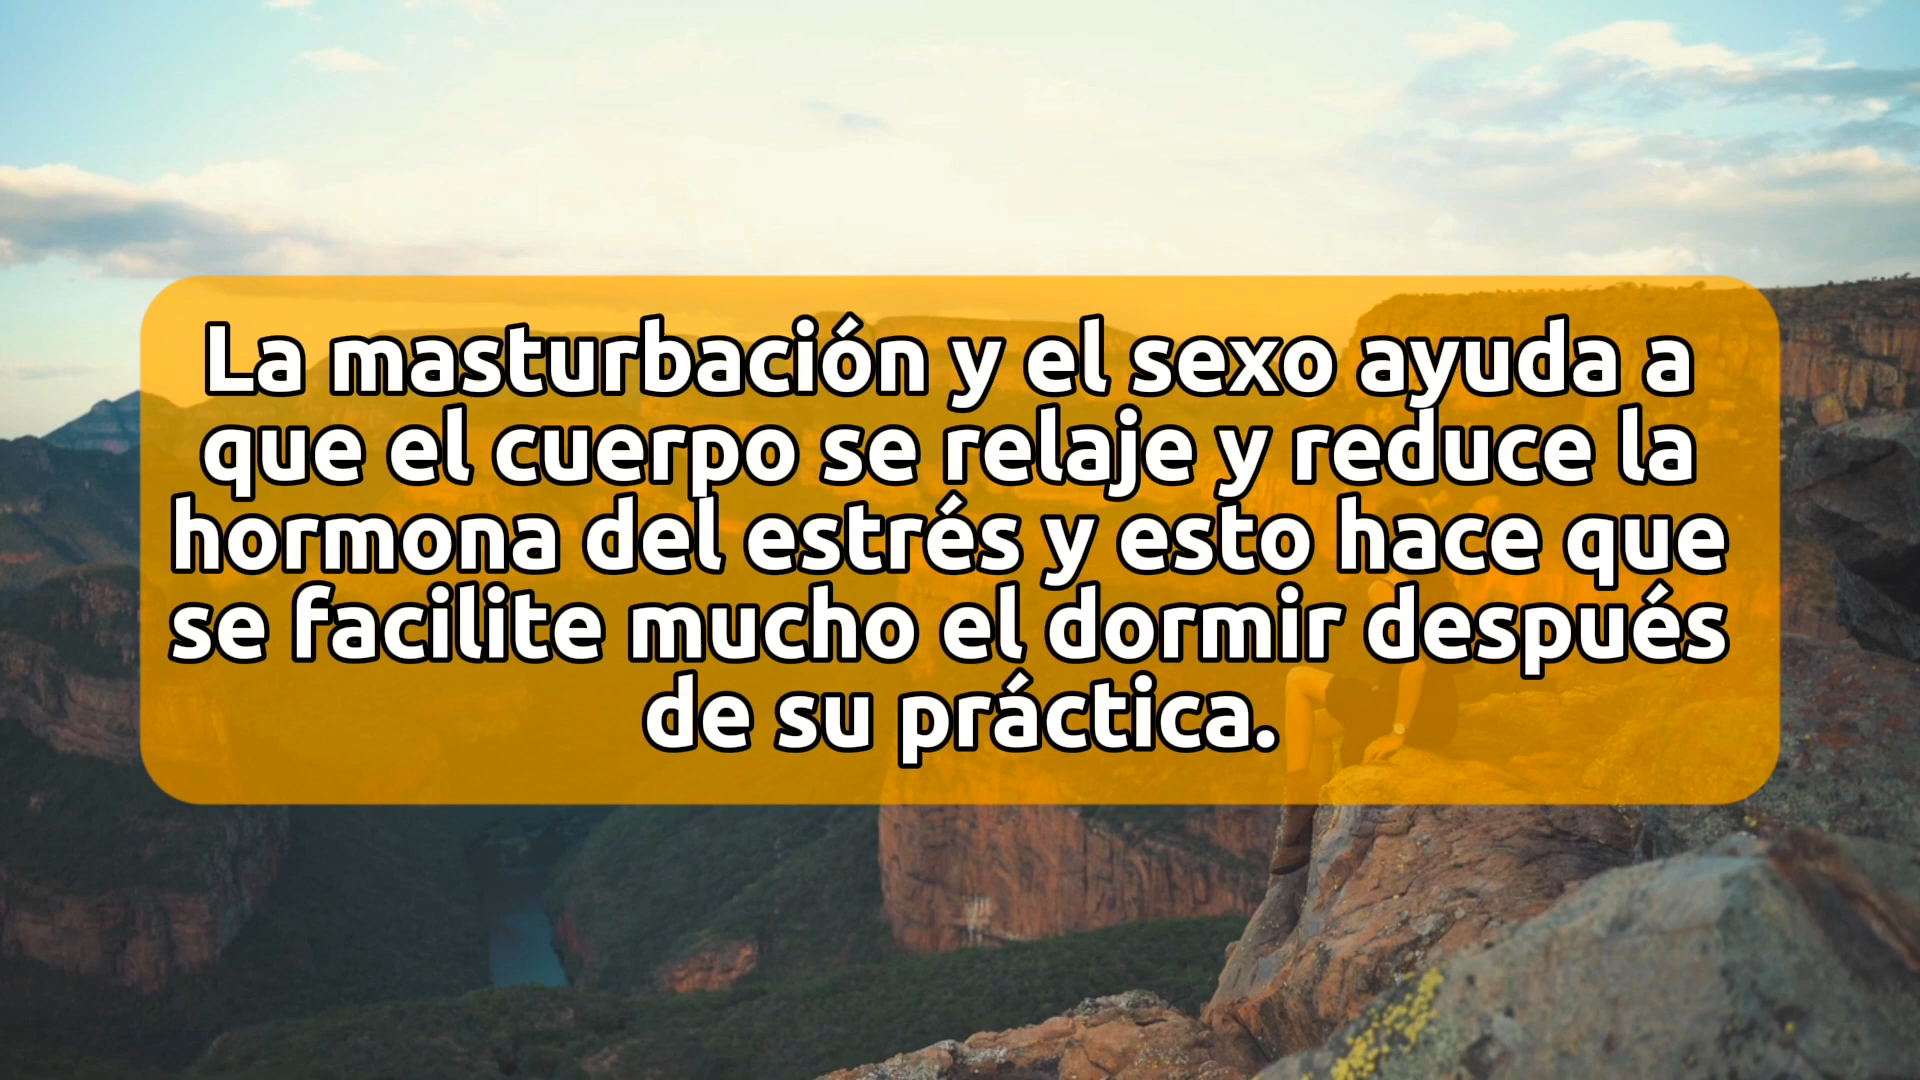 La masturbación y el sexo ayuda a
que el cuerpo se relaje y reduce la
hormona del estrés y esto hace que
se facilite mucho el dormir después
de su práctica.